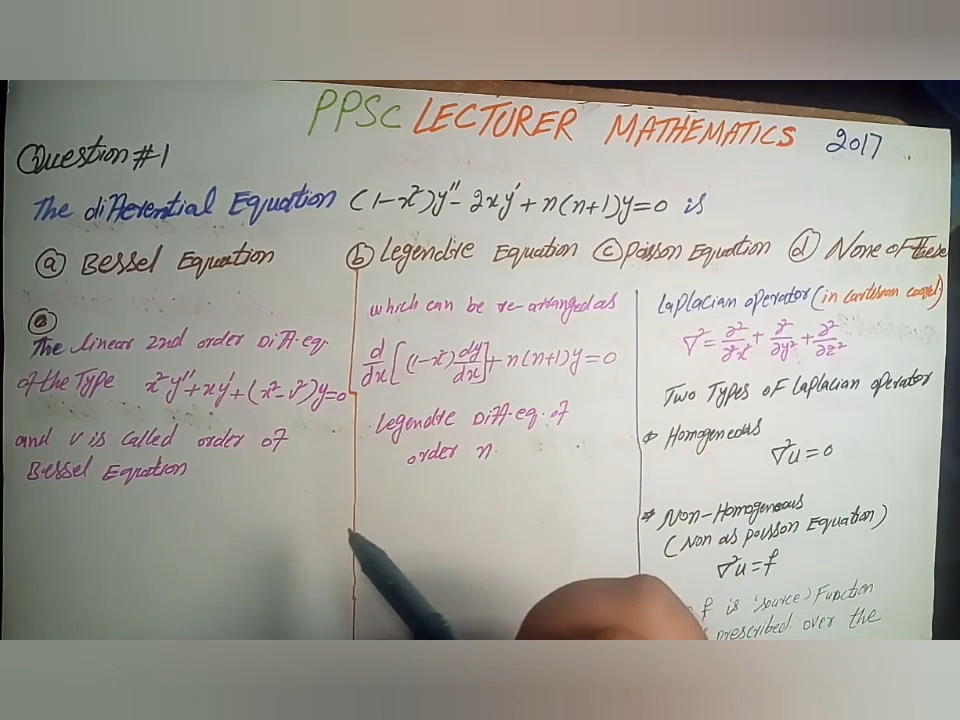 PPSC LECTURER MATHEMATICS 2017
Question#1
The differential Equation (1-x²)y″- 2xy′ + n(n+1)y=0 is
(a) Bessel Equation (b) Legendire Equation (c) Poisson Equation (d) None of these
(a)
The linear 2nd order Diff. eq.
of the Type x²y″+xy′+(x²-v²)y=0
and v is called order of
Bessel Equation
which can be re-arranged as
d/dx[(1-x²)dy/dx]+n(n+1)y=0
Legendre Diff. eq. of
order n.
Laplacian operator (in cartesian coord)
∇²=∂²/∂x²+∂²/∂y²+∂²/∂z²
Two Types of Laplacian operator
Homogeneous
∇²u=0
Non-Homogeneous
(Non as poisson Equation)
∇²u=f
f is (source) Function
prescribed over the